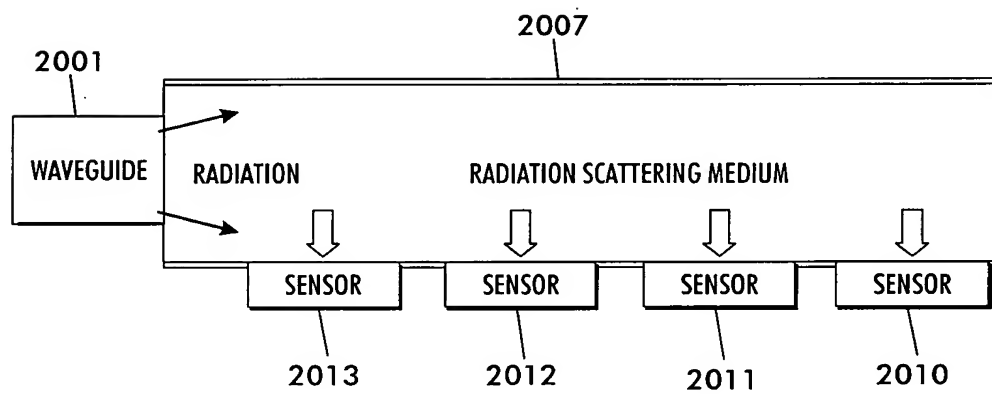 2007
2001
WAVEGUIDE
RADIATION
RADIATION SCATTERING MEDIUM
SENSOR
SENSOR
SENSOR
SENSOR
2013
2012
2011
2010